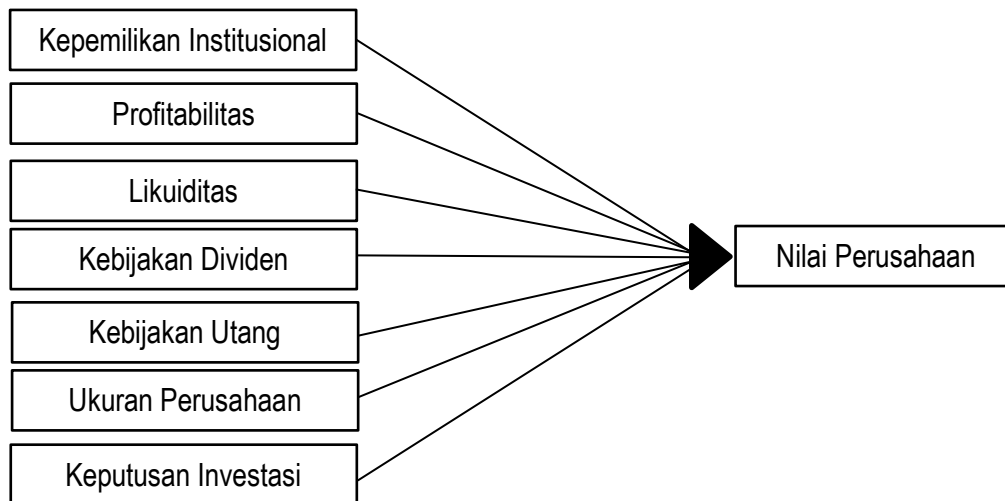 Kepemilikan Institusional
Profitabilitas
Likuiditas
Kebijakan Dividen
Nilai Perusahaan
Kebijakan Utang
Ukuran Perusahaan
Keputusan Investasi